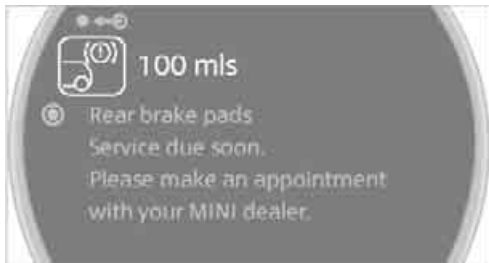 100 mls
Rear brake pads
Service due soon.
Please make an appointment
with your MINI dealer.